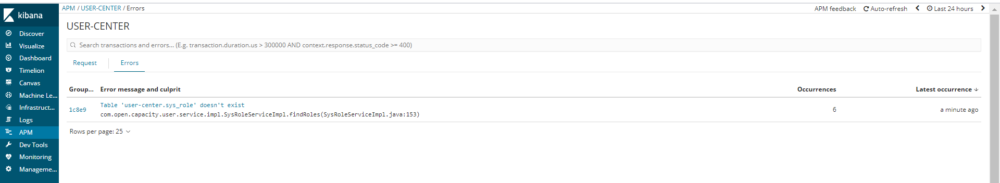 kibana
Discover
Visualize
Dashboard
Timelion
Canvas
Machine Le...
Infrastruct...
Logs
APM
Dev Tools
Monitoring
Manageme...
APM / USER-CENTER / Errors
APM feedback Auto-refresh Last 24 hours
USER-CENTER
Search transactions and errors... (E.g. transaction.duration.us > 300000 AND context.response.status_code >= 400)
Request Errors
Group... Error message and culprit Occurrences Latest occurrence
1c8e9 Table 'user-center.sys_role' doesn't exist
com.open.capacity.user.service.impl.SysRoleServiceImpl.findRoles(SysRoleServiceImpl.java:153) 6 a minute ago
Rows per page: 25